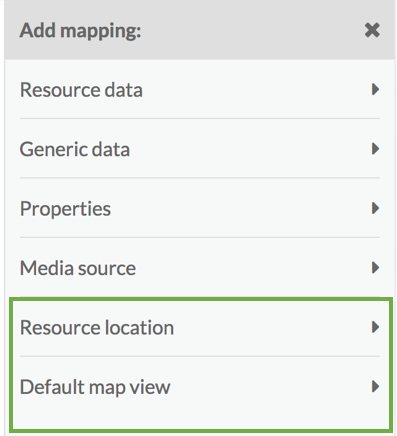 Add mapping:
Resource data
Generic data
Properties
Media source
Resource location
Default map view